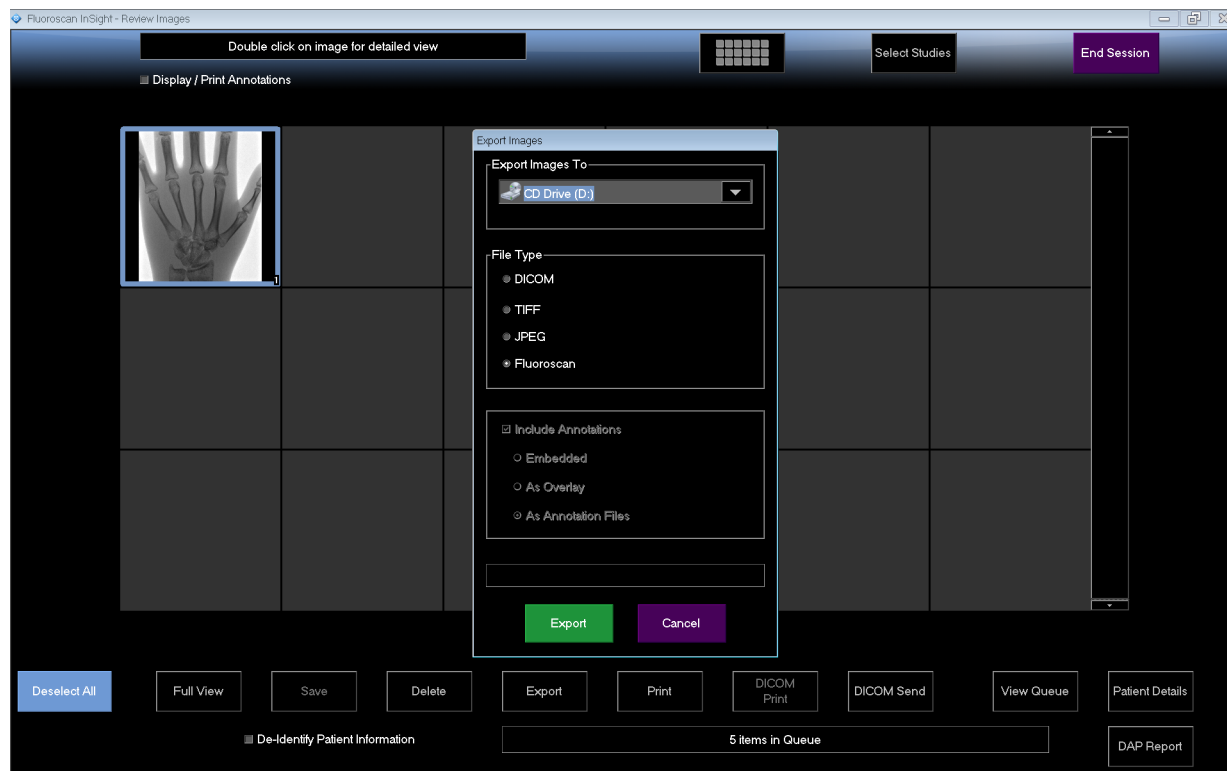 Fluoroscan InSight - Review Images
Double click on image for detailed view
Select Studies
End Session
Display / Print Annotations
1
Export Images
Export Images To
CD Drive (D:)
File Type
DICOM
TIFF
JPEG
Fluoroscan
Include Annotations
Embedded
As Overlay
As Annotation Files
Export
Cancel
Deselect All
Full View
Save
Delete
Export
Print
DICOM
Print
DICOM Send
View Queue
Patient Details
De-Identify Patient Information
5 items in Queue
DAP Report